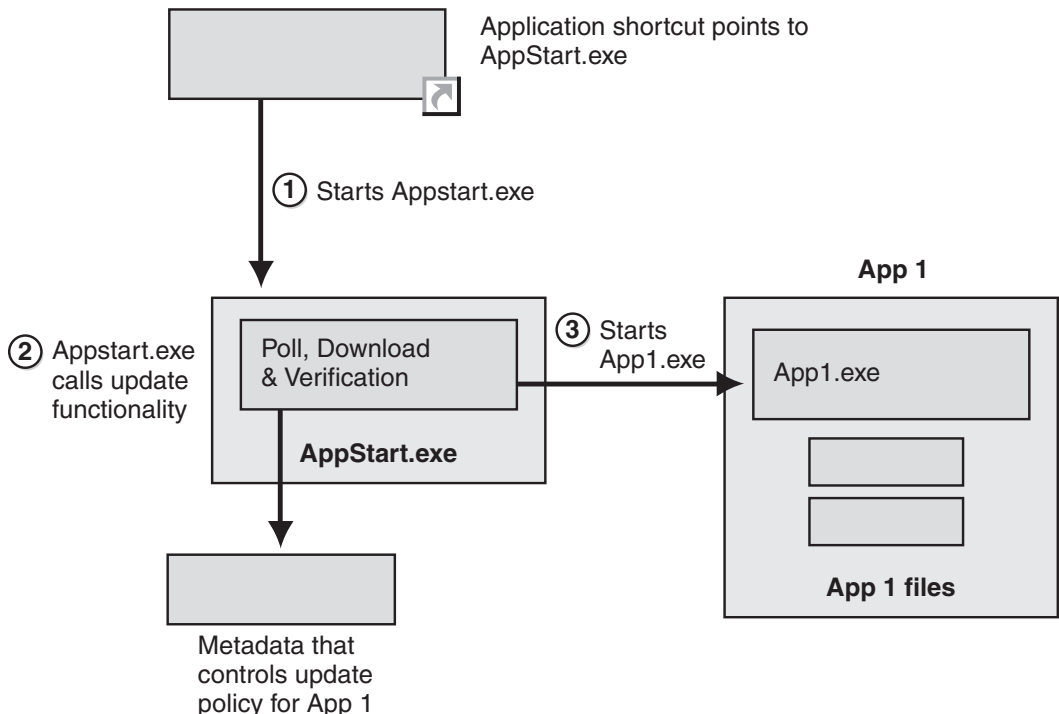 Application shortcut points to
AppStart.exe
1 Starts Appstart.exe
2 Appstart.exe
calls update
functionality
Poll, Download
& Verification
AppStart.exe
3 Starts
App1.exe
App 1
App1.exe
App 1 files
Metadata that
controls update
policy for App 1